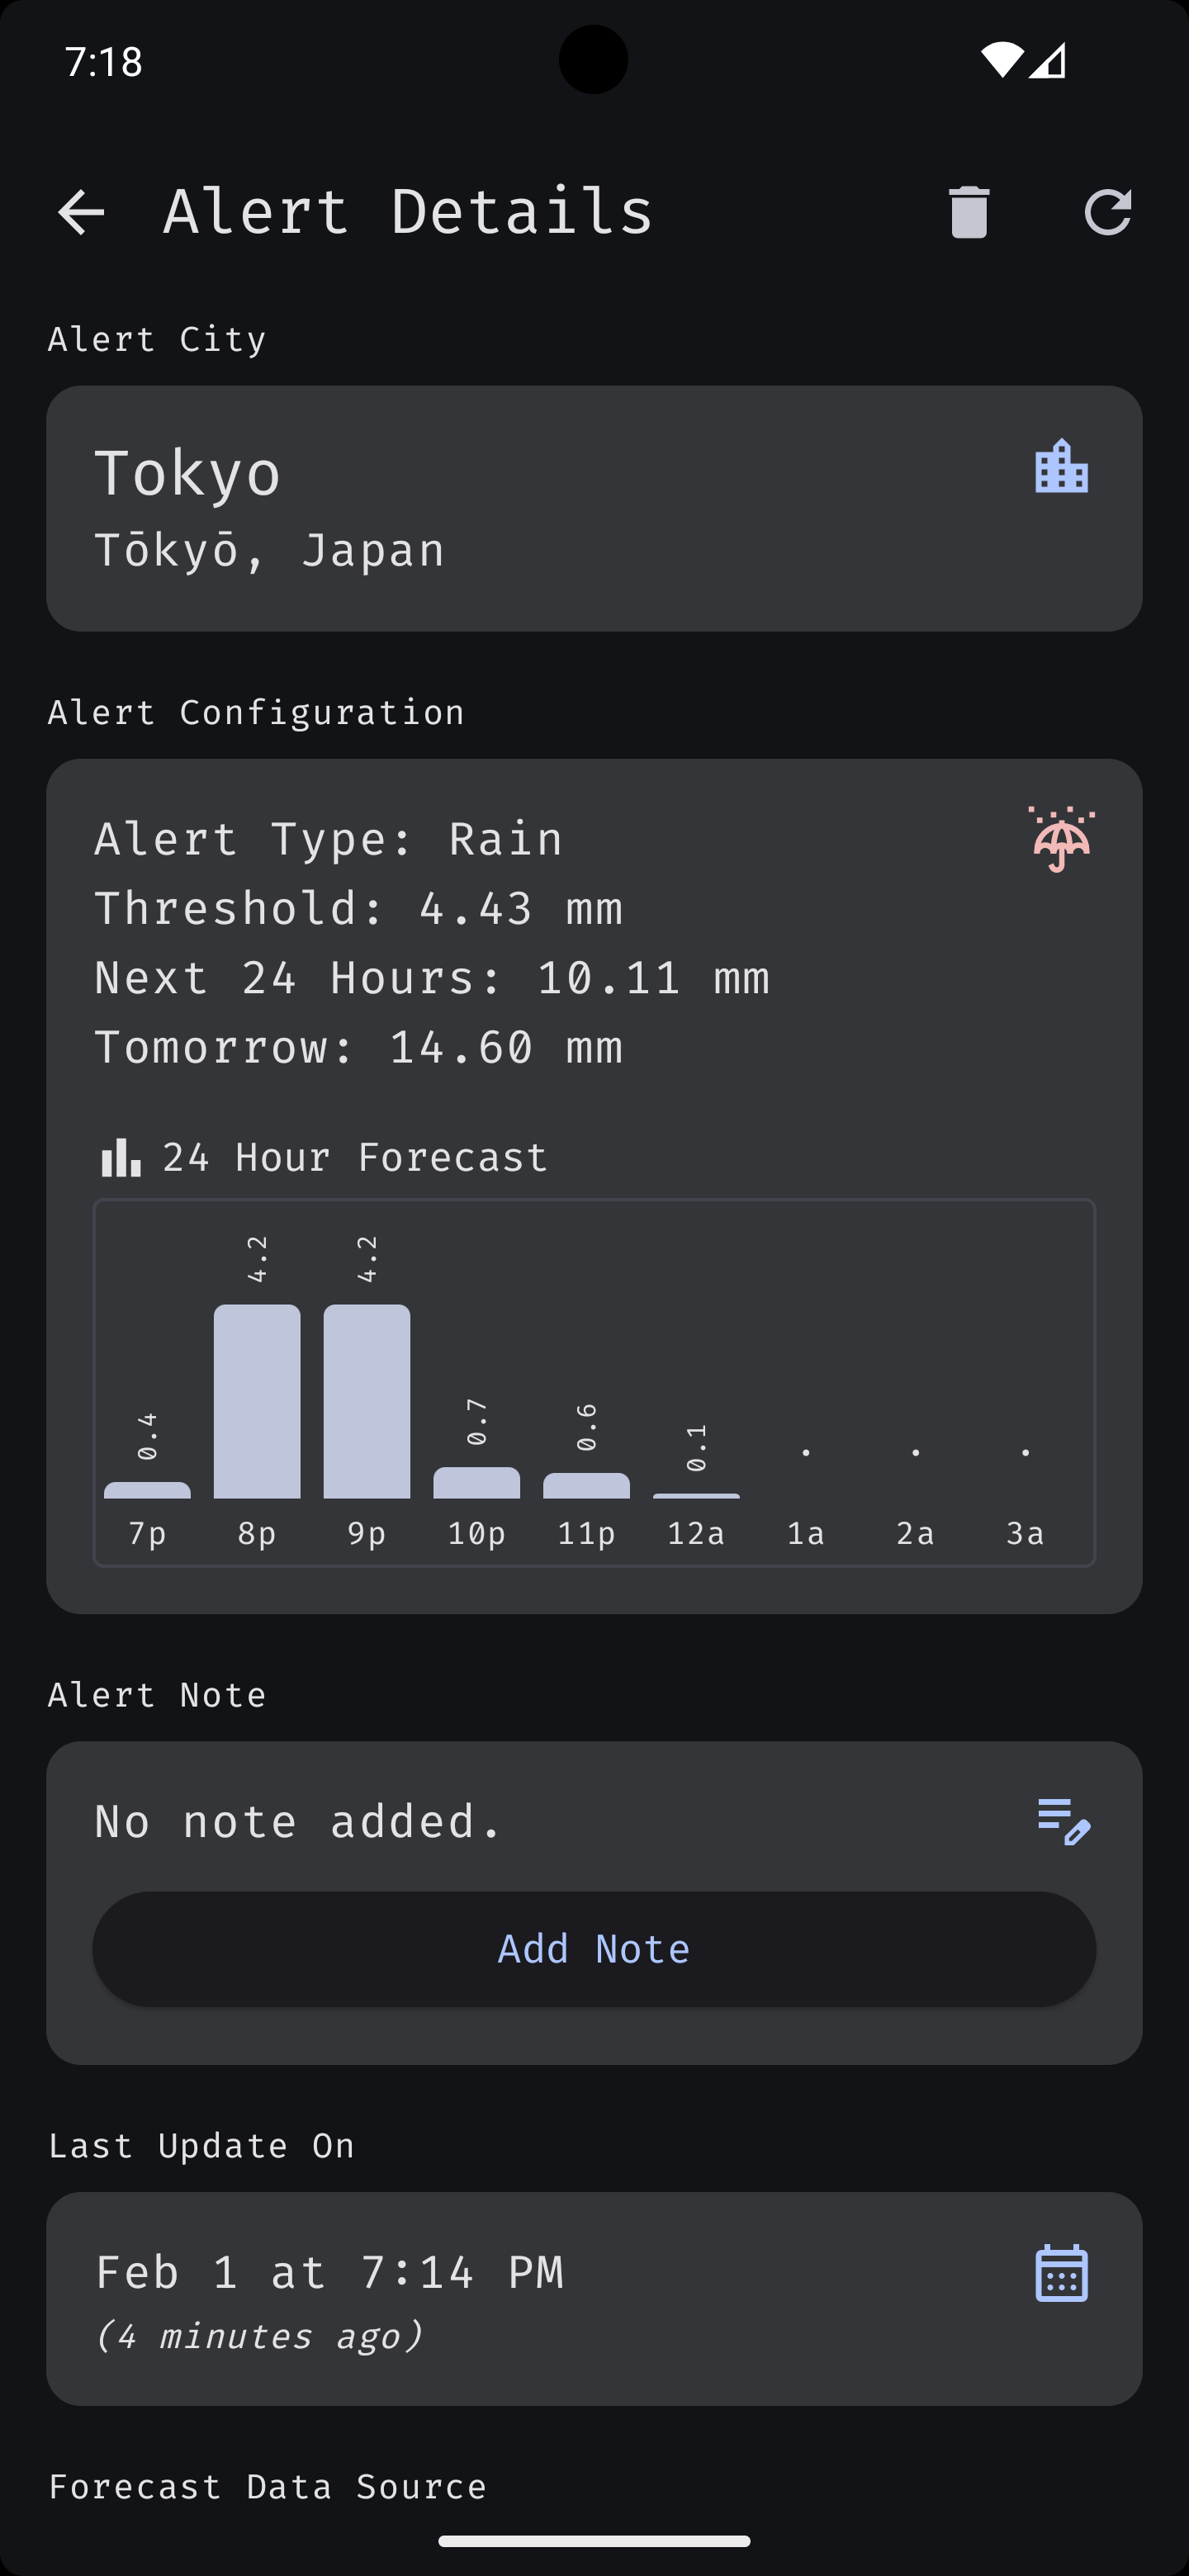 7:18
Alert Details
Alert City
Tokyo
Tōkyō, Japan
Alert Configuration
Alert Type: Rain
Threshold: 4.43 mm
Next 24 Hours: 10.11 mm
Tomorrow: 14.60 mm
24 Hour Forecast
0.4 4.2 4.2 0.7 0.6 0.1 . . .
7p 8p 9p 10p 11p 12a 1a 2a 3a
Alert Note
No note added.
Add Note
Last Update On
Feb 1 at 7:14 PM
(4 minutes ago)
Forecast Data Source